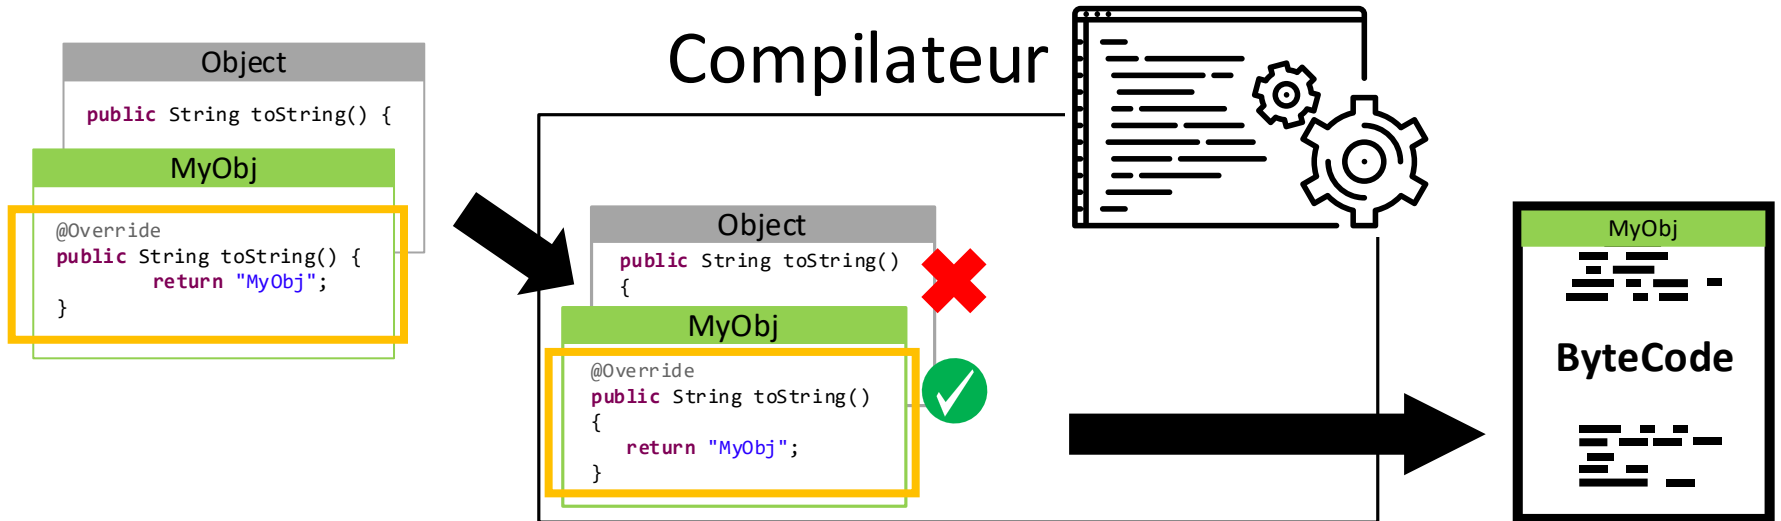 Object
public String toString() {
MyObj
@Override
public String toString() {
return "MyObj";
}
Compilateur
Object
public String toString()
{
MyObj
@Override
public String toString()
{
return "MyObj";
}
MyObj
ByteCode